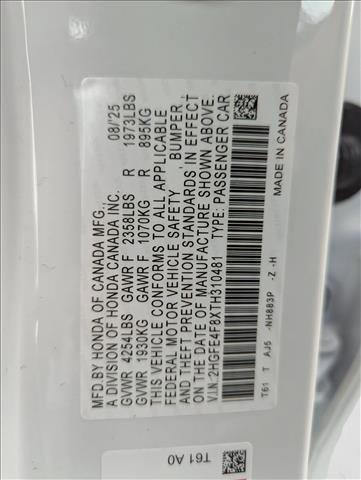 MFD.BY HONDA OF CANADA MFG., 08/25
A DIVISION OF HONDA CANADA INC.
GVWR 4254LBS GAWR F 2358LBS R 1973LBS
GVWR 1930KG GAWR F 1070KG R 895KG
THIS VEHICLE CONFORMS TO ALL APPLICABLE
FEDERAL MOTOR VEHICLE SAFETY BUMPER,
AND THEFT PREVENTION STANDARDS IN EFFECT
ON THE DATE OF MANUFACTURE SHOWN ABOVE.
V.I.N: 2HGFE4F8XTH310481 TYPE: PASSENGER CAR
MADE IN CANADA
T61 T AJ5 -NH883P -Z -H
T61 A0